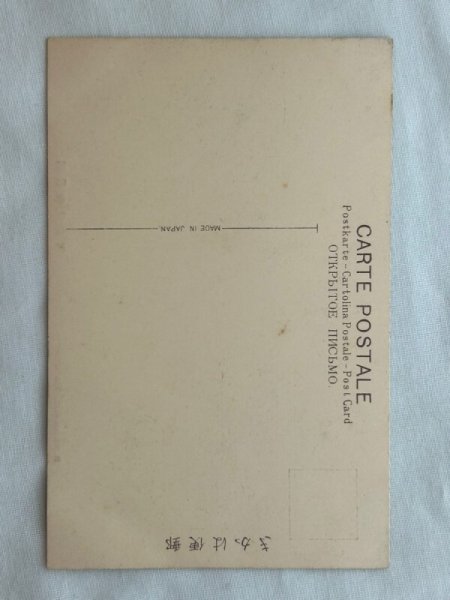 CARTE POSTALE
Postkarte - Cartolina Postale - Post Card
ОТКРЫТОЕ ПИСЬМО.
MADE IN JAPAN.
郵便はかき